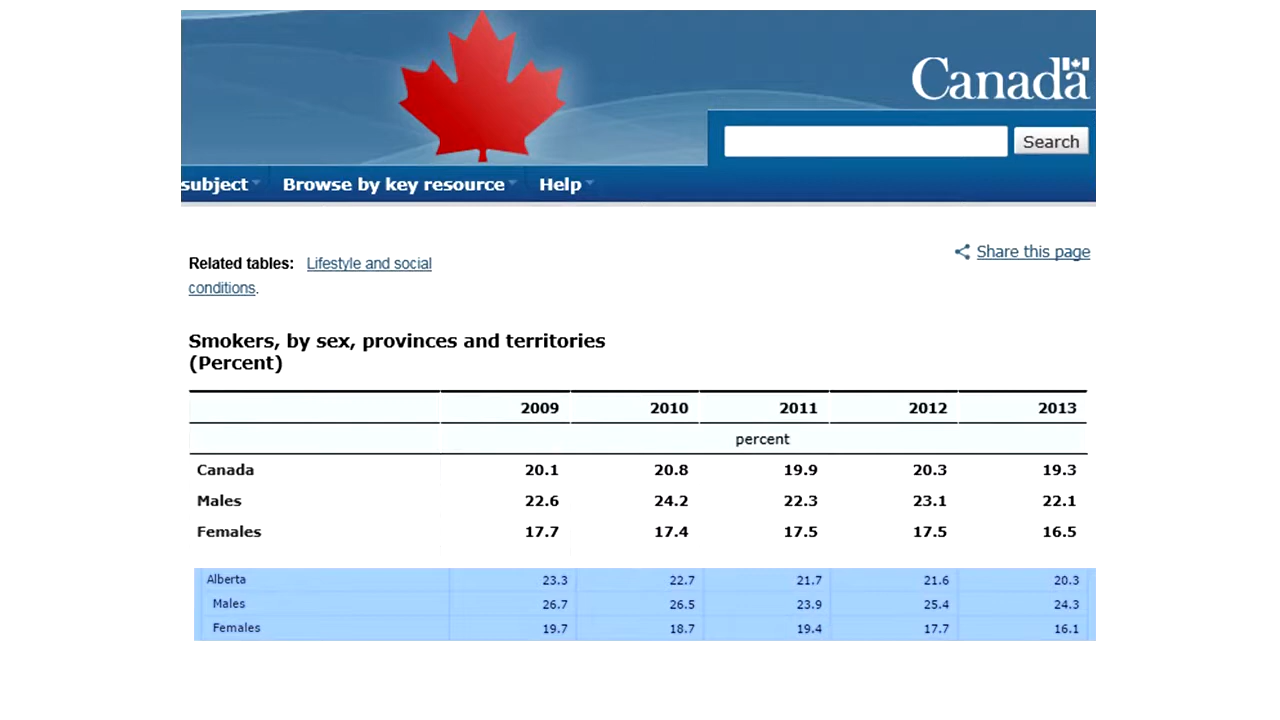 Canada
Search
subject Browse by key resource Help
Share this page
Related tables: Lifestyle and social
conditions.
Smokers, by sex, provinces and territories
(Percent)
2009 2010 2011 2012 2013
percent
Canada 20.1 20.8 19.9 20.3 19.3
Males 22.6 24.2 22.3 23.1 22.1
Females 17.7 17.4 17.5 17.5 16.5
Alberta 23.3 22.7 21.7 21.6 20.3
Males 26.7 26.5 23.9 25.4 24.3
Females 19.7 18.7 19.4 17.7 16.1